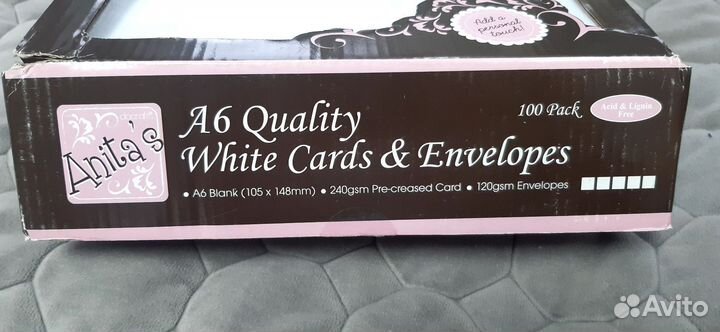 Add a
personal
touch!
docrafts
Anita's
A6 Quality
White Cards & Envelopes
100 Pack
Acid & Lignin
Free
• A6 Blank (105 x 148mm) • 240gsm Pre-creased Card • 120gsm Envelopes
Avito